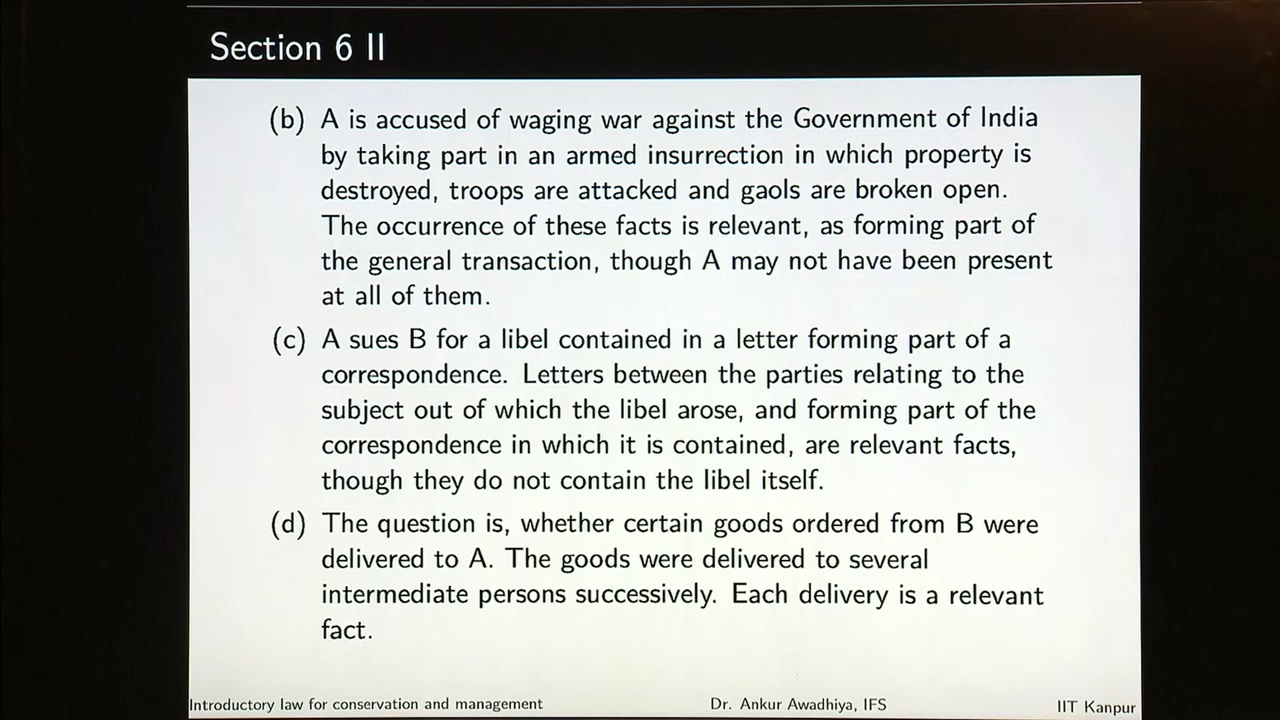 Section 6 II
(b) A is accused of waging war against the Government of India
by taking part in an armed insurrection in which property is
destroyed, troops are attacked and gaols are broken open.
The occurrence of these facts is relevant, as forming part of
the general transaction, though A may not have been present
at all of them.
(c) A sues B for a libel contained in a letter forming part of a
correspondence. Letters between the parties relating to the
subject out of which the libel arose, and forming part of the
correspondence in which it is contained, are relevant facts,
though they do not contain the libel itself.
(d) The question is, whether certain goods ordered from B were
delivered to A. The goods were delivered to several
intermediate persons successively. Each delivery is a relevant
fact.
Introductory law for conservation and management Dr. Ankur Awadhiya, IFS IIT Kanpur